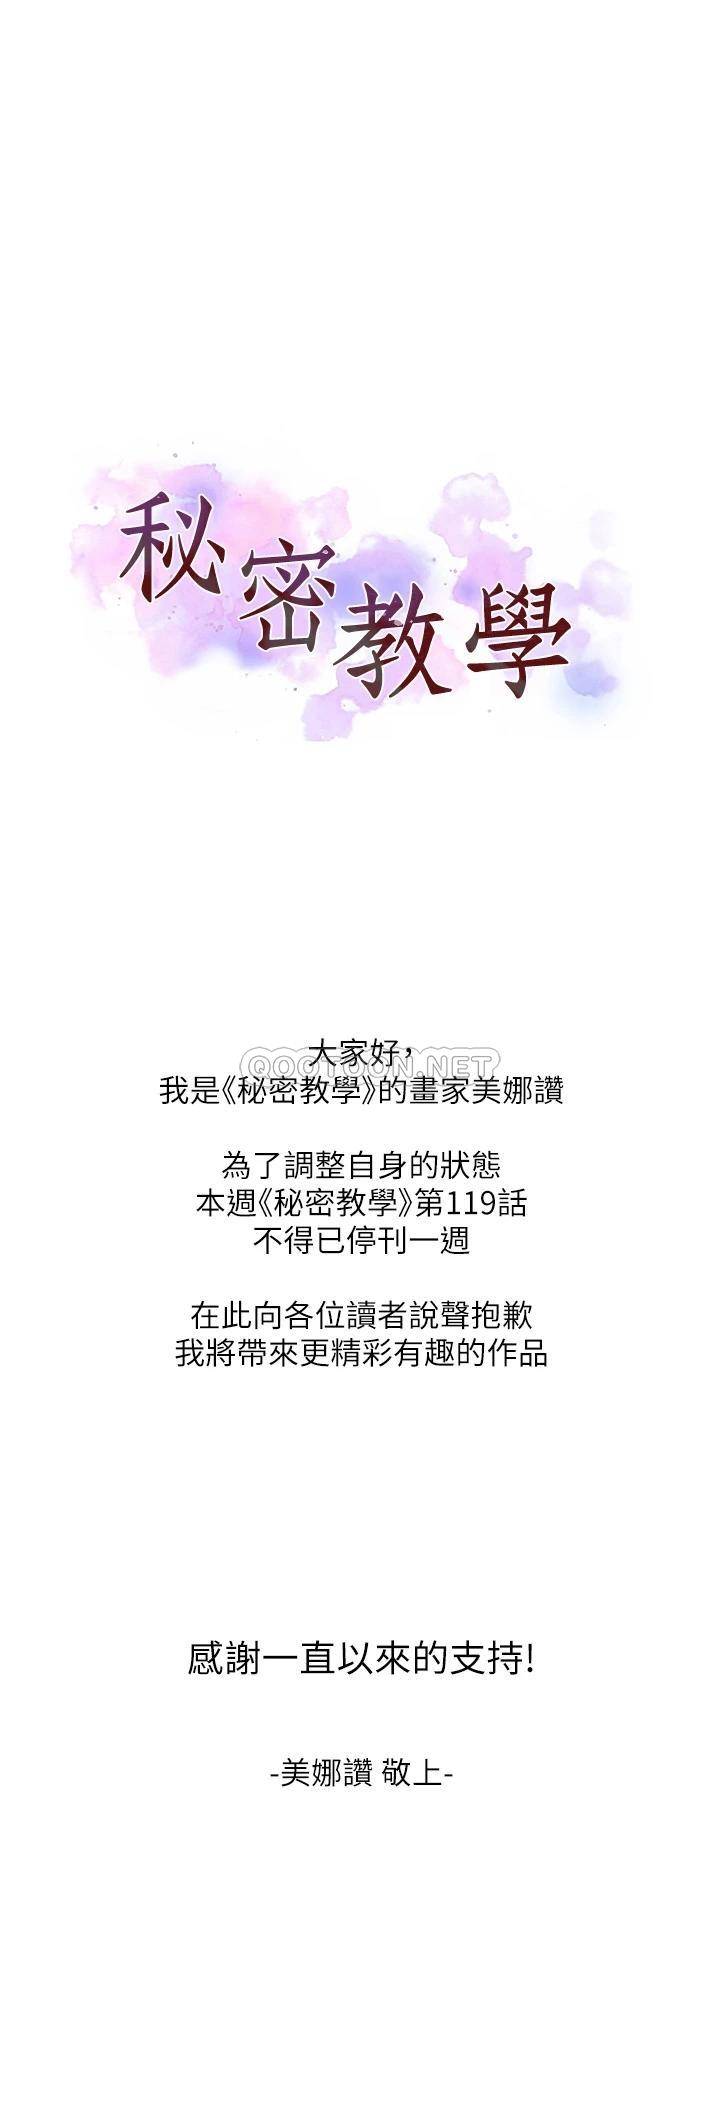 秘密教學
大家好，
QOOTOON.NET
我是《秘密教學》的畫家美娜讚
為了調整自身的狀態
本週《秘密教學》第119話
不得已停刊一週
在此向各位讀者說聲抱歉
我將帶來更精彩有趣的作品
感謝一直以來的支持!
-美娜讚 敬上-